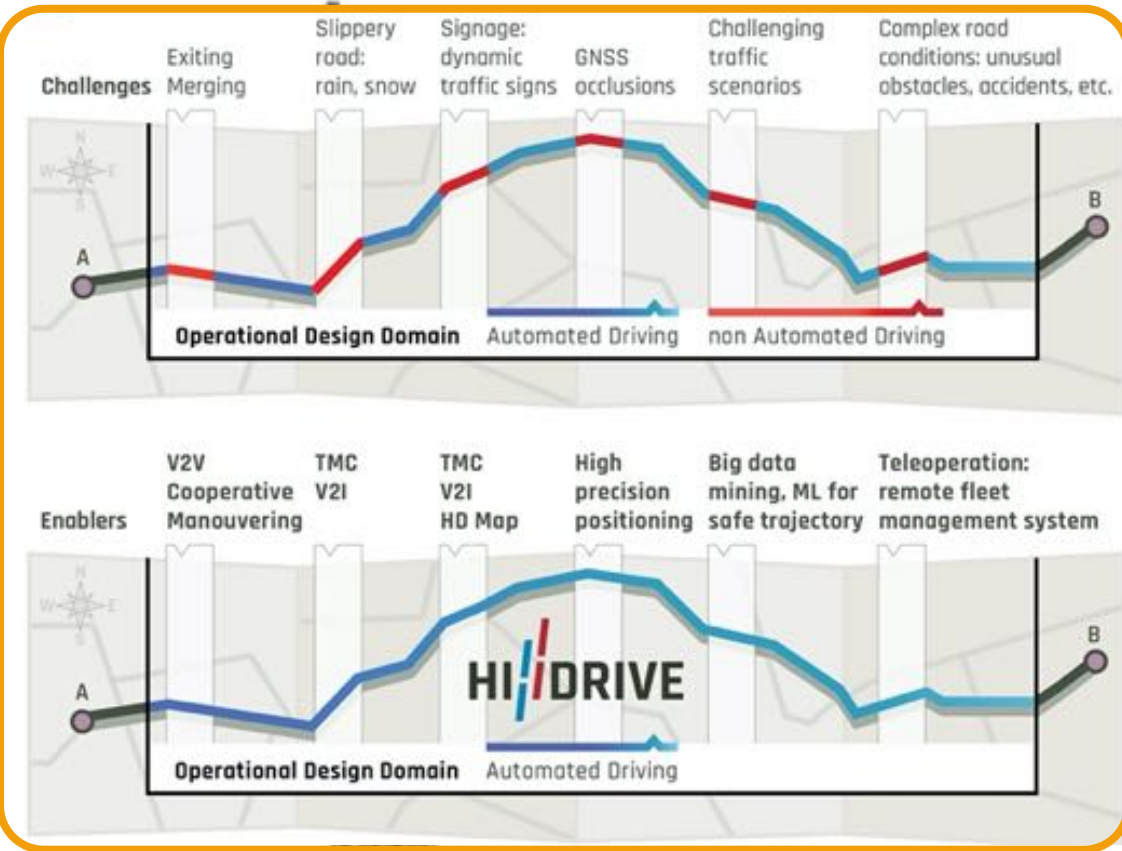 Challenges
Exiting
Merging
Slippery
road:
rain, snow
Signage:
dynamic
traffic signs
GNSS
occlusions
Challenging
traffic
scenarios
Complex road
conditions: unusual
obstacles, accidents, etc.
N
W E
S
A
B
Operational Design Domain
Automated Driving
non Automated Driving
Enablers
V2V
Cooperative
Manouvering
TMC
V2I
TMC
V2I
HD Map
High
precision
positioning
Big data
mining, ML for
safe trajectory
Teleoperation:
remote fleet
management system
N
W E
S
A
B
HI DRIVE
Operational Design Domain
Automated Driving